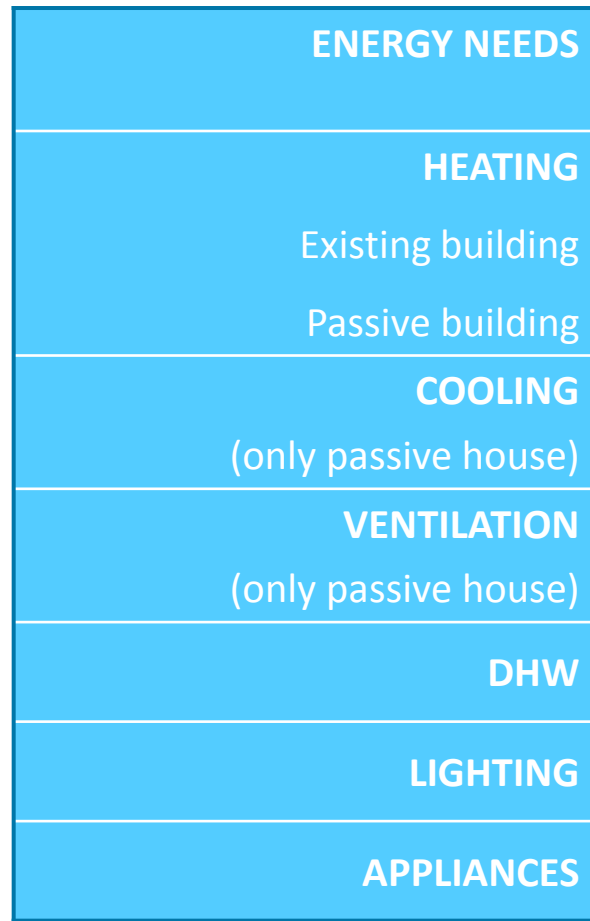 ENERGY NEEDS
HEATING
Existing building
Passive building
COOLING
(only passive house)
VENTILATION
(only passive house)
DHW
LIGHTING
APPLIANCES